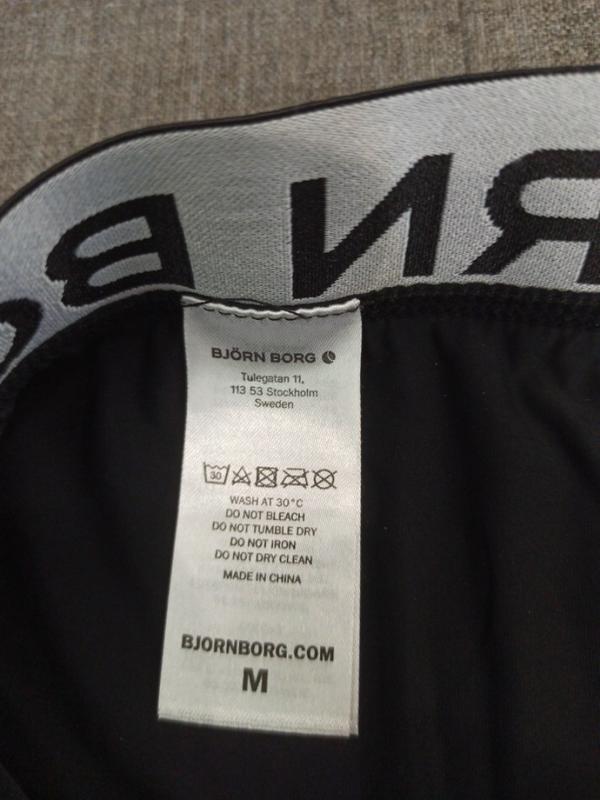 RN B
BJÖRN BORG
Tulegatan 11,
113 53 Stockholm
Sweden
30
WASH AT 30°C
DO NOT BLEACH
DO NOT TUMBLE DRY
DO NOT IRON
DO NOT DRY CLEAN
MADE IN CHINA
BJORNBORG.COM
M